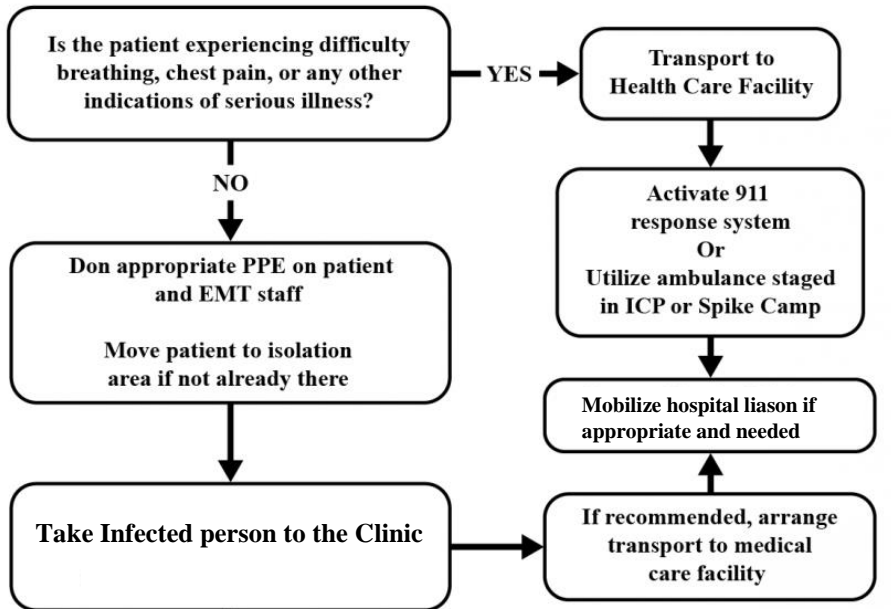 Is the patient experiencing difficulty
breathing, chest pain, or any other
indications of serious illness?
YES
Transport to
Health Care Facility
NO
Activate 911
response system
Or
Utilize ambulance staged
in ICP or Spike Camp
Don appropriate PPE on patient
and EMT staff
Move patient to isolation
area if not already there
Mobilize hospital liason if
appropriate and needed
Take Infected person to the Clinic
If recommended, arrange
transport to medical
care facility